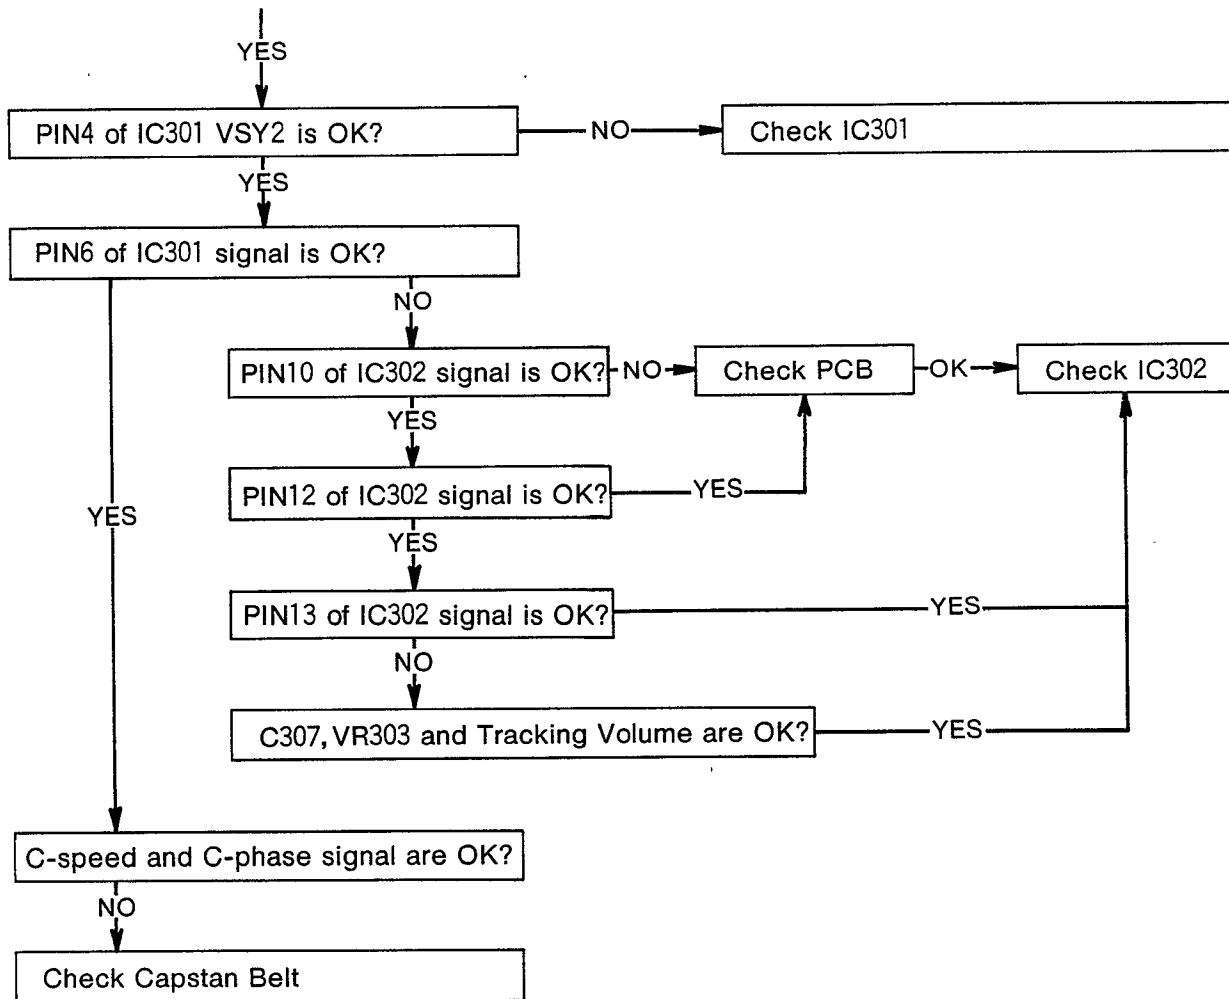 YES
PIN4 of IC301 VSY2 is OK?
NO
Check IC301
YES
PIN6 of IC301 signal is OK?
NO
PIN10 of IC302 signal is OK?
NO
Check PCB
OK
Check IC302
YES
PIN12 of IC302 signal is OK?
YES
YES
YES
PIN13 of IC302 signal is OK?
YES
NO
C307, VR303 and Tracking Volume are OK?
YES
C-speed and C-phase signal are OK?
NO
Check Capstan Belt